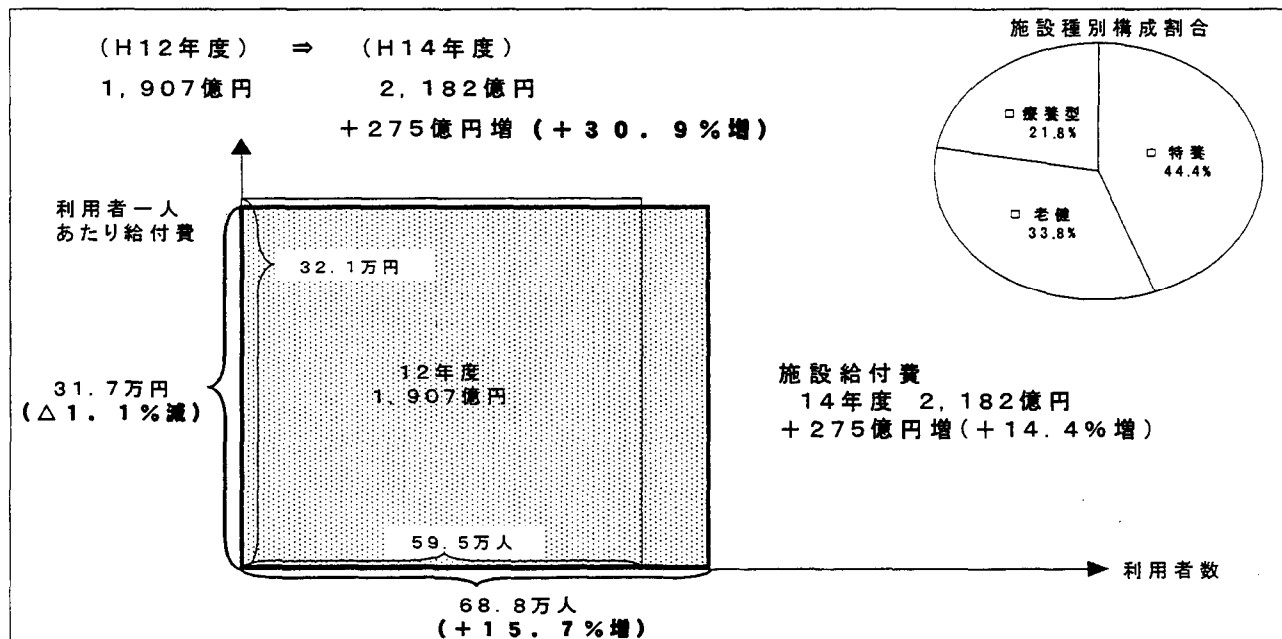 (H12年度) ⇒ (H14年度)
1,907億円 2,182億円
+275億円増(+30.9%増)
施設種別構成割合
□ 療養型
21.8%
□ 特養
44.4%
□ 老健
33.8%
利用者一人
あたり給付費
32.1万円
31.7万円
(△1.1%減)
12年度
1,907億円
施設給付費
14年度 2,182億円
+275億円増(+14.4%増)
59.5万人
利用者数
68.8万人
(+15.7%増)